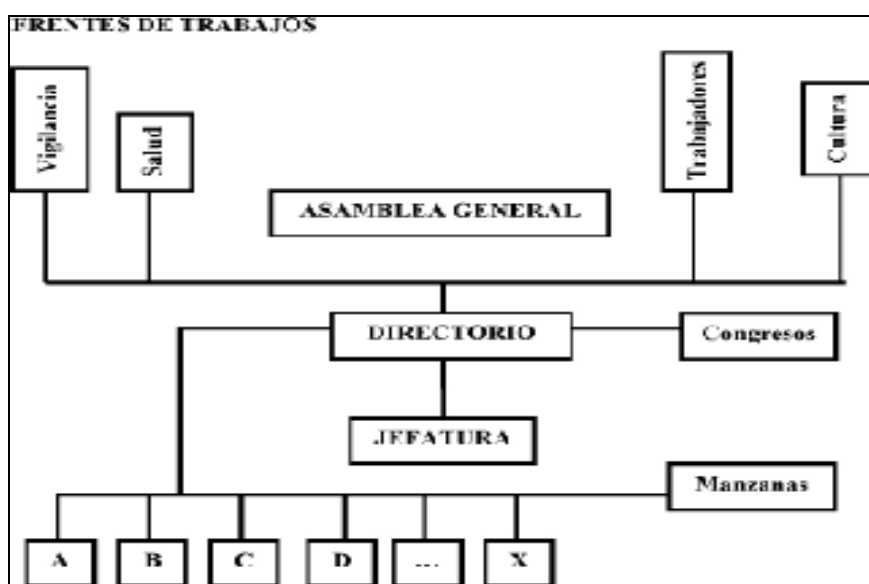 FRENTES DE TRABAJOS
Vigilancia
Salud
Trabajadores
Cultura
ASAMBLEA GENERAL
DIRECTORIO
Congresos
JEFATURA
Manzanas
A
B
C
D
...
X